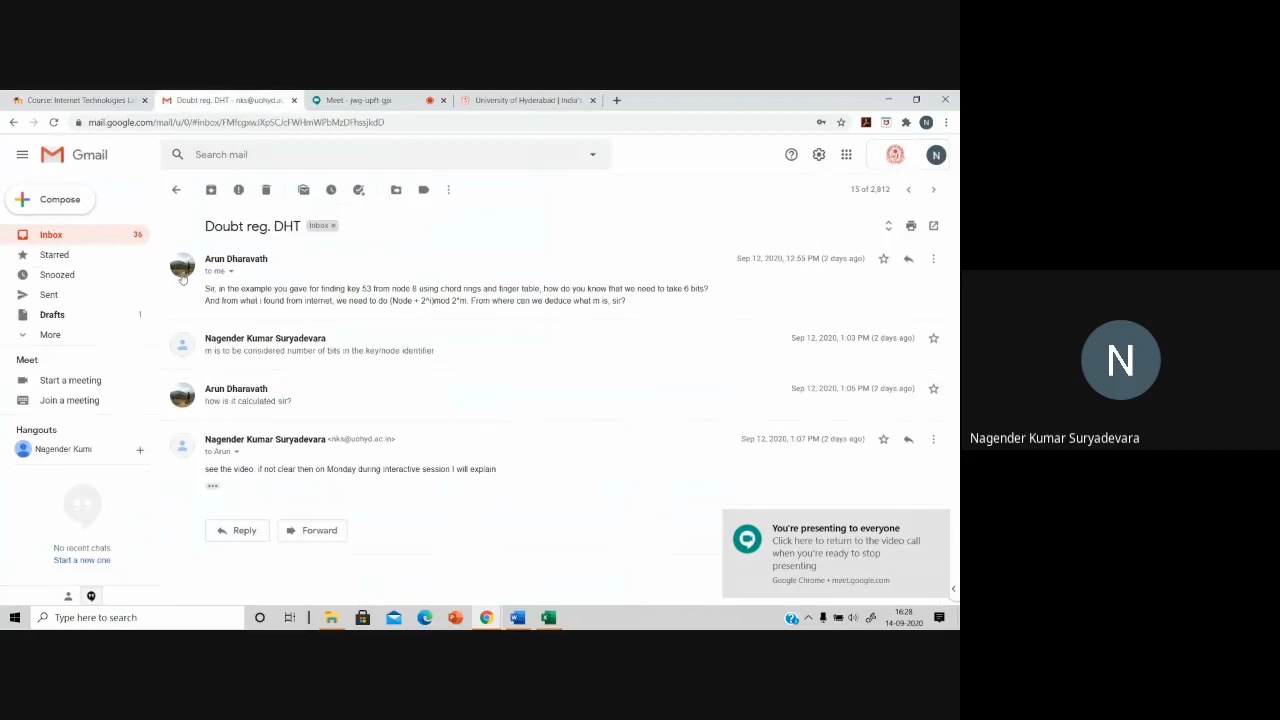 Course: Internet Technologies La
Doubt reg. DHT - nks@uohyd.ac
Meet - jwg-upft-gjx
University of Hyderabad | India's
mail.google.com/mail/u/0/#inbox/
Gmail
Search mail
N
Compose
15 of 2,812
Inbox 36
Starred
Snoozed
Sent
Drafts 1
More
Meet
Start a meeting
Join a meeting
Hangouts
Nagender Kuma
No recent chats
Start a new one
Doubt reg. DHT Inbox x
Arun Dharavath Sep 12, 2020, 12:55 PM (2 days ago)
to me
Sir, in the example you gave for finding key 53 from node 8 using chord rings and finger table, how do you know that we need to take 6 bits?
And from what i found from internet, we need to do (Node + 2^i)mod 2^m. From where can we deduce what m is, sir?
Nagender Kumar Suryadevara Sep 12, 2020, 1:03 PM (2 days ago)
m is to be considered number of bits in the key/node identifier
Arun Dharavath Sep 12, 2020, 1:05 PM (2 days ago)
how is it calculated sir?
Nagender Kumar Suryadevara <nks@uohyd.ac.in> Sep 12, 2020, 1:07 PM (2 days ago)
to Arun
see the video. if not clear then on Monday during interactive session I will explain
Reply
Forward
You're presenting to everyone
Click here to return to the video call
when you're ready to stop
presenting
Google Chrome • meet.google.com
Type here to search
16:28
14-09-2020
N
Nagender Kumar Suryadevara